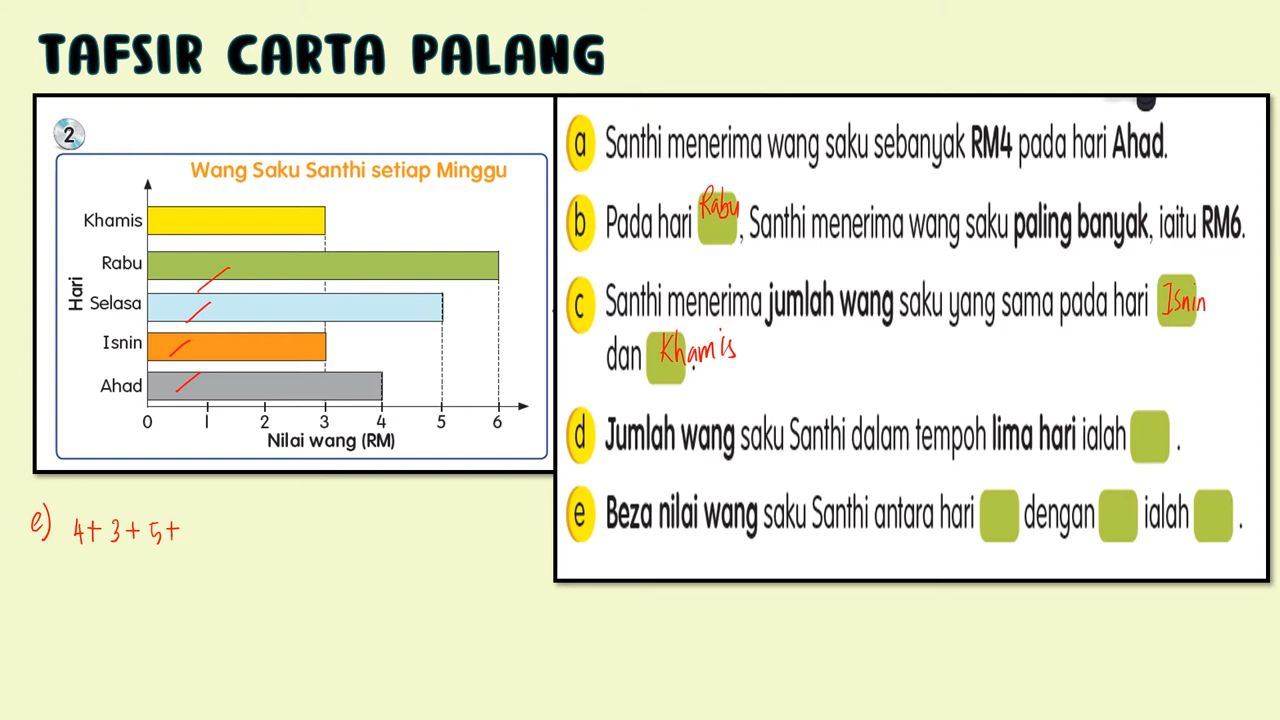 TAFSIR CARTA PALANG
2
Wang Saku Santhi setiap Minggu
Hari
Khamis
Rabu
Selasa
Isnin
Ahad
0 1 2 3 4 5 6
Nilai wang (RM)
a Santhi menerima wang saku sebanyak RM4 pada hari Ahad.
b Pada hari Rabu, Santhi menerima wang saku paling banyak, iaitu RM6.
c Santhi menerima jumlah wang saku yang sama pada hari Isnin
dan Khamis.
d Jumlah wang saku Santhi dalam tempoh lima hari ialah .
e Beza nilai wang saku Santhi antara hari dengan ialah .
e) 4+ 3 + 5+